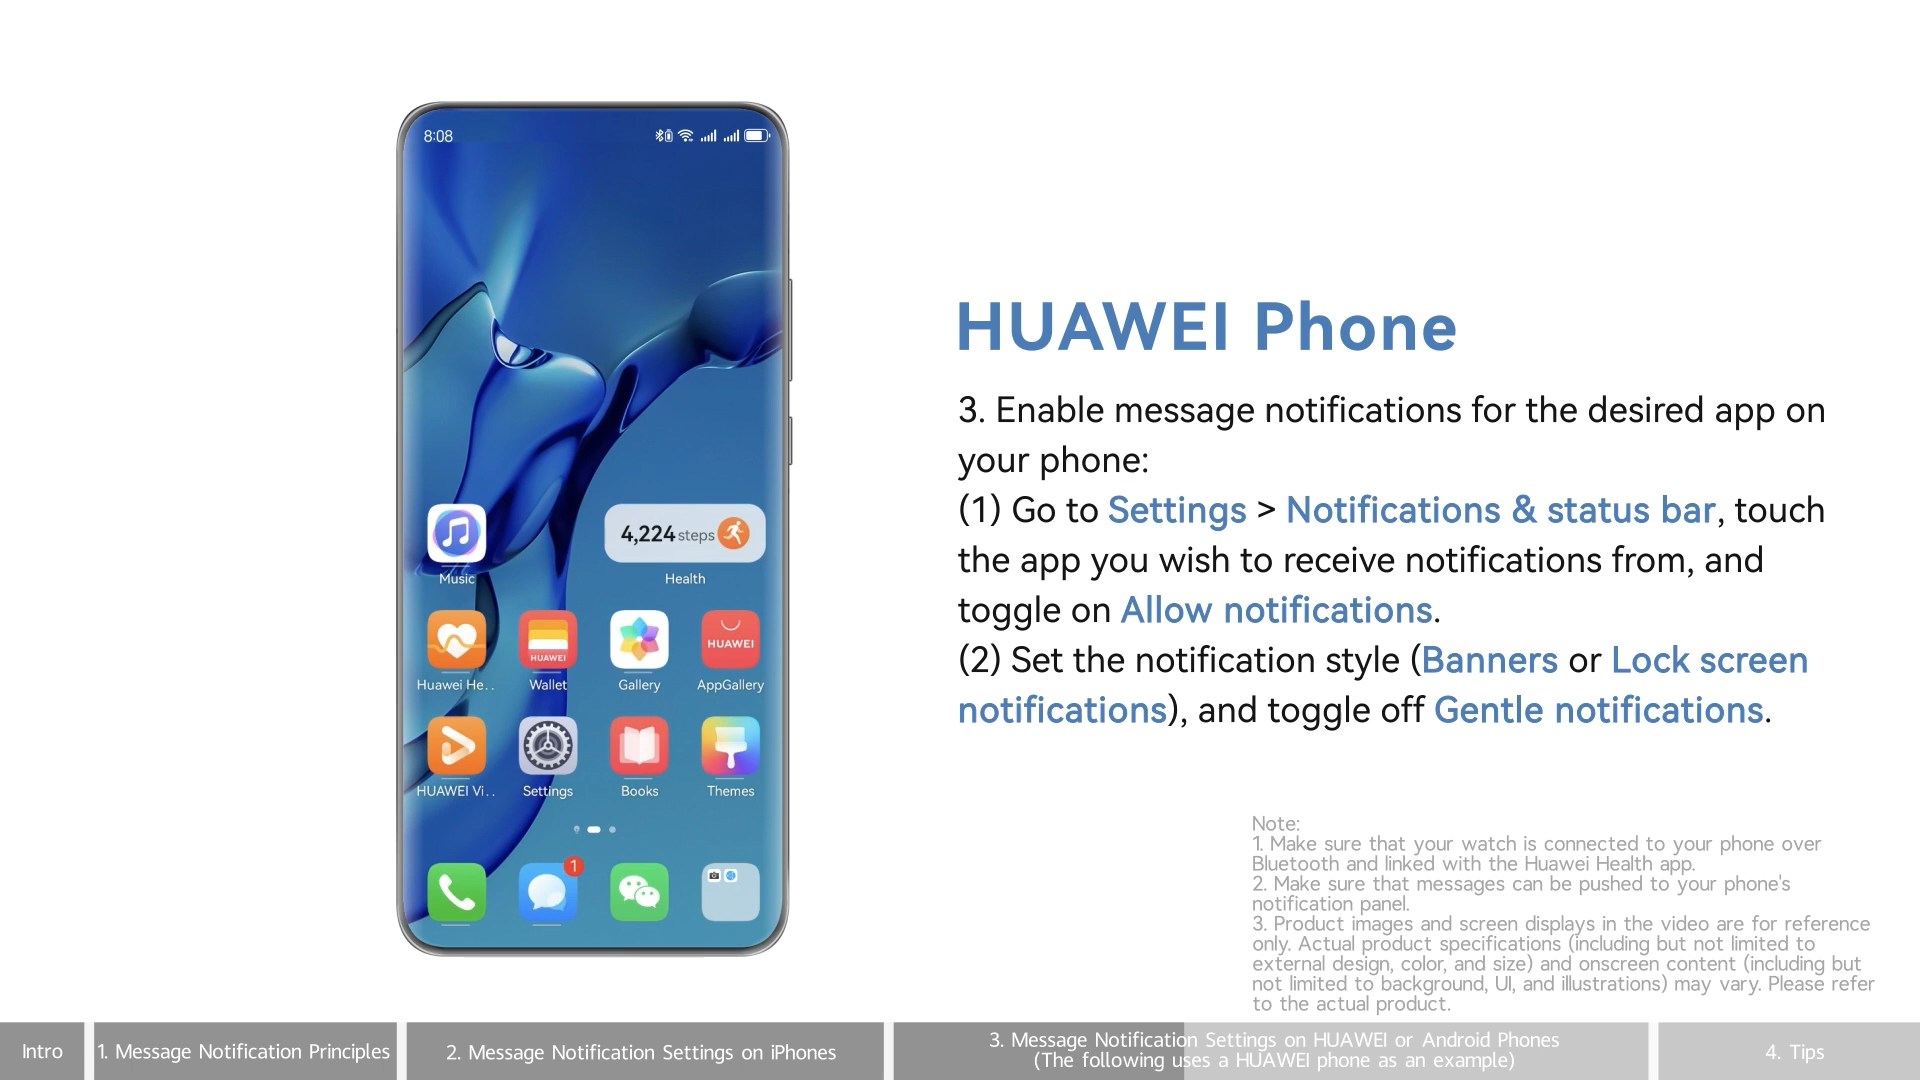 8:08
4,224 steps
Music
Health
HUAWEI
HUAWEI
Huawei He..
Wallet
Gallery
AppGallery
HUAWEI Vi..
Settings
Books
Themes
1
HUAWEI Phone
3. Enable message notifications for the desired app on
your phone:
(1) Go to Settings > Notifications & status bar, touch
the app you wish to receive notifications from, and
toggle on Allow notifications.
(2) Set the notification style (Banners or Lock screen
notifications), and toggle off Gentle notifications.
Note:
1. Make sure that your watch is connected to your phone over
Bluetooth and linked with the Huawei Health app.
2. Make sure that messages can be pushed to your phone's
notification panel.
3. Product images and screen displays in the video are for reference
only. Actual product specifications (including but not limited to
external design, color, and size) and onscreen content (including but
not limited to background, UI, and illustrations) may vary. Please refer
to the actual product.
Intro
1. Message Notification Principles
2. Message Notification Settings on iPhones
3. Message Notification Settings on HUAWEI or Android Phones
(The following uses a HUAWEI phone as an example)
4. Tips